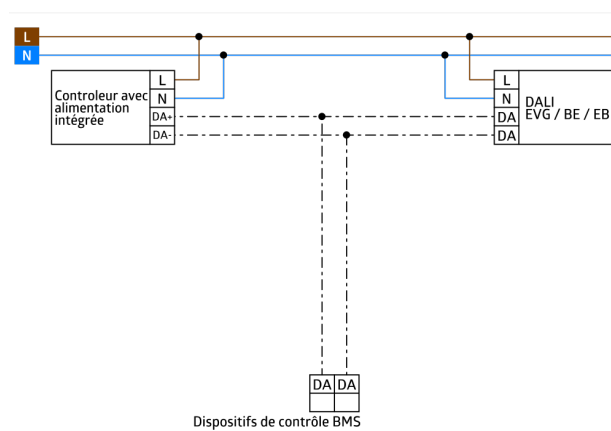 L
N
Controleur avec
alimentation
intégrée
L
N
DA+
DA-
L
N
DA
DA
DALI
EVG / BE / EB
DA DA
Dispositifs de contrôle BMS